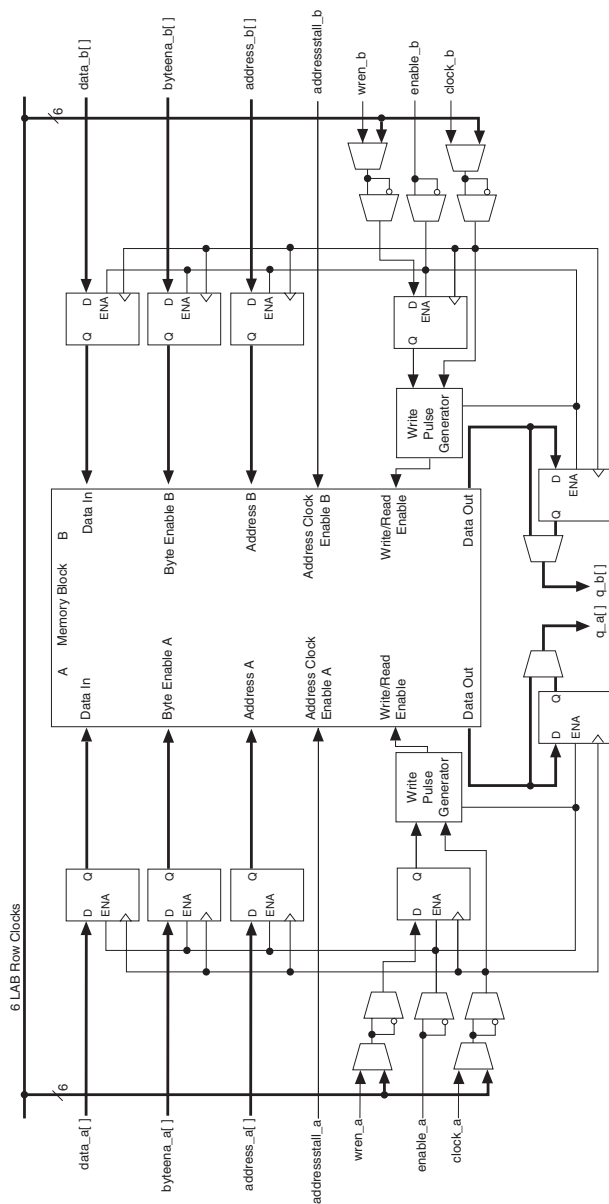 6 LAB Row Clocks
6
6
data_a[ ]
byteena_a[ ]
address_a[ ]
addressstall_a
wren_a
enable_a
clock_a
D
Q
ENA
D
Q
ENA
D
Q
ENA
D
Q
ENA
Write
Pulse
Generator
A
Memory Block
B
Data In
Data In
Byte Enable A
Byte Enable B
Address A
Address B
Address Clock
Enable A
Address Clock
Enable B
Write/Read
Enable
Write/Read
Enable
Data Out
Data Out
D
Q
ENA
q_a[ ]
q_b[ ]
Q
D
ENA
Write
Pulse
Generator
Q
D
ENA
Q
D
ENA
Q
D
ENA
Q
D
ENA
data_b[ ]
byteena_b[ ]
address_b[ ]
addressstall_b
wren_b
enable_b
clock_b